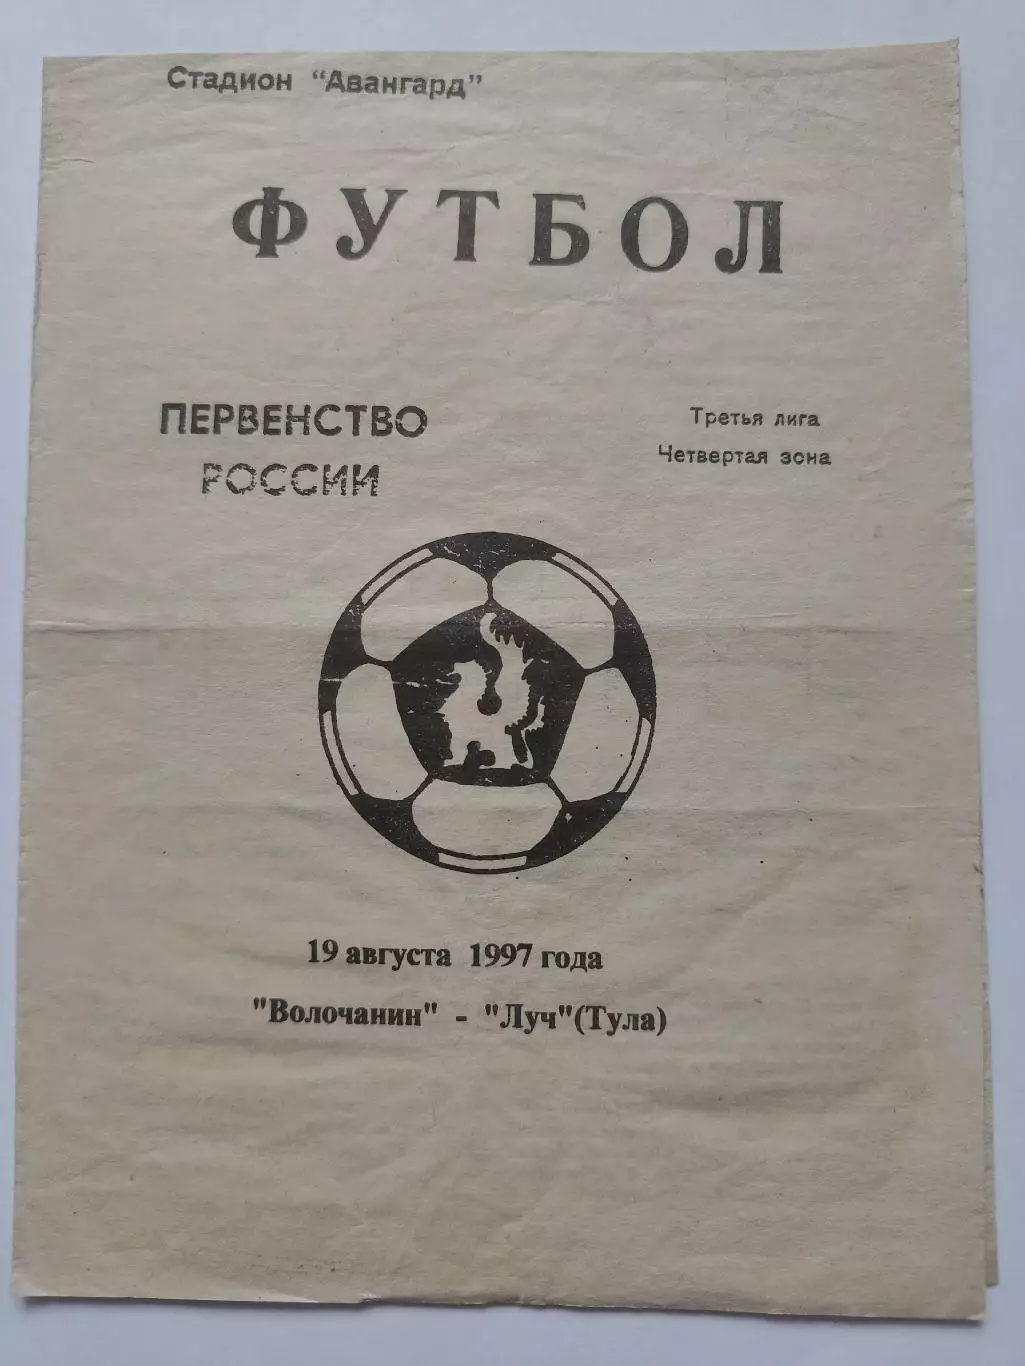 Стадион "Авангард"
ФУТБОЛ
ПЕРВЕНСТВО
РОССИИ
Третья лига
Четвертая зона
19 августа 1997 года
"Волочанин" - "Луч"(Тула)